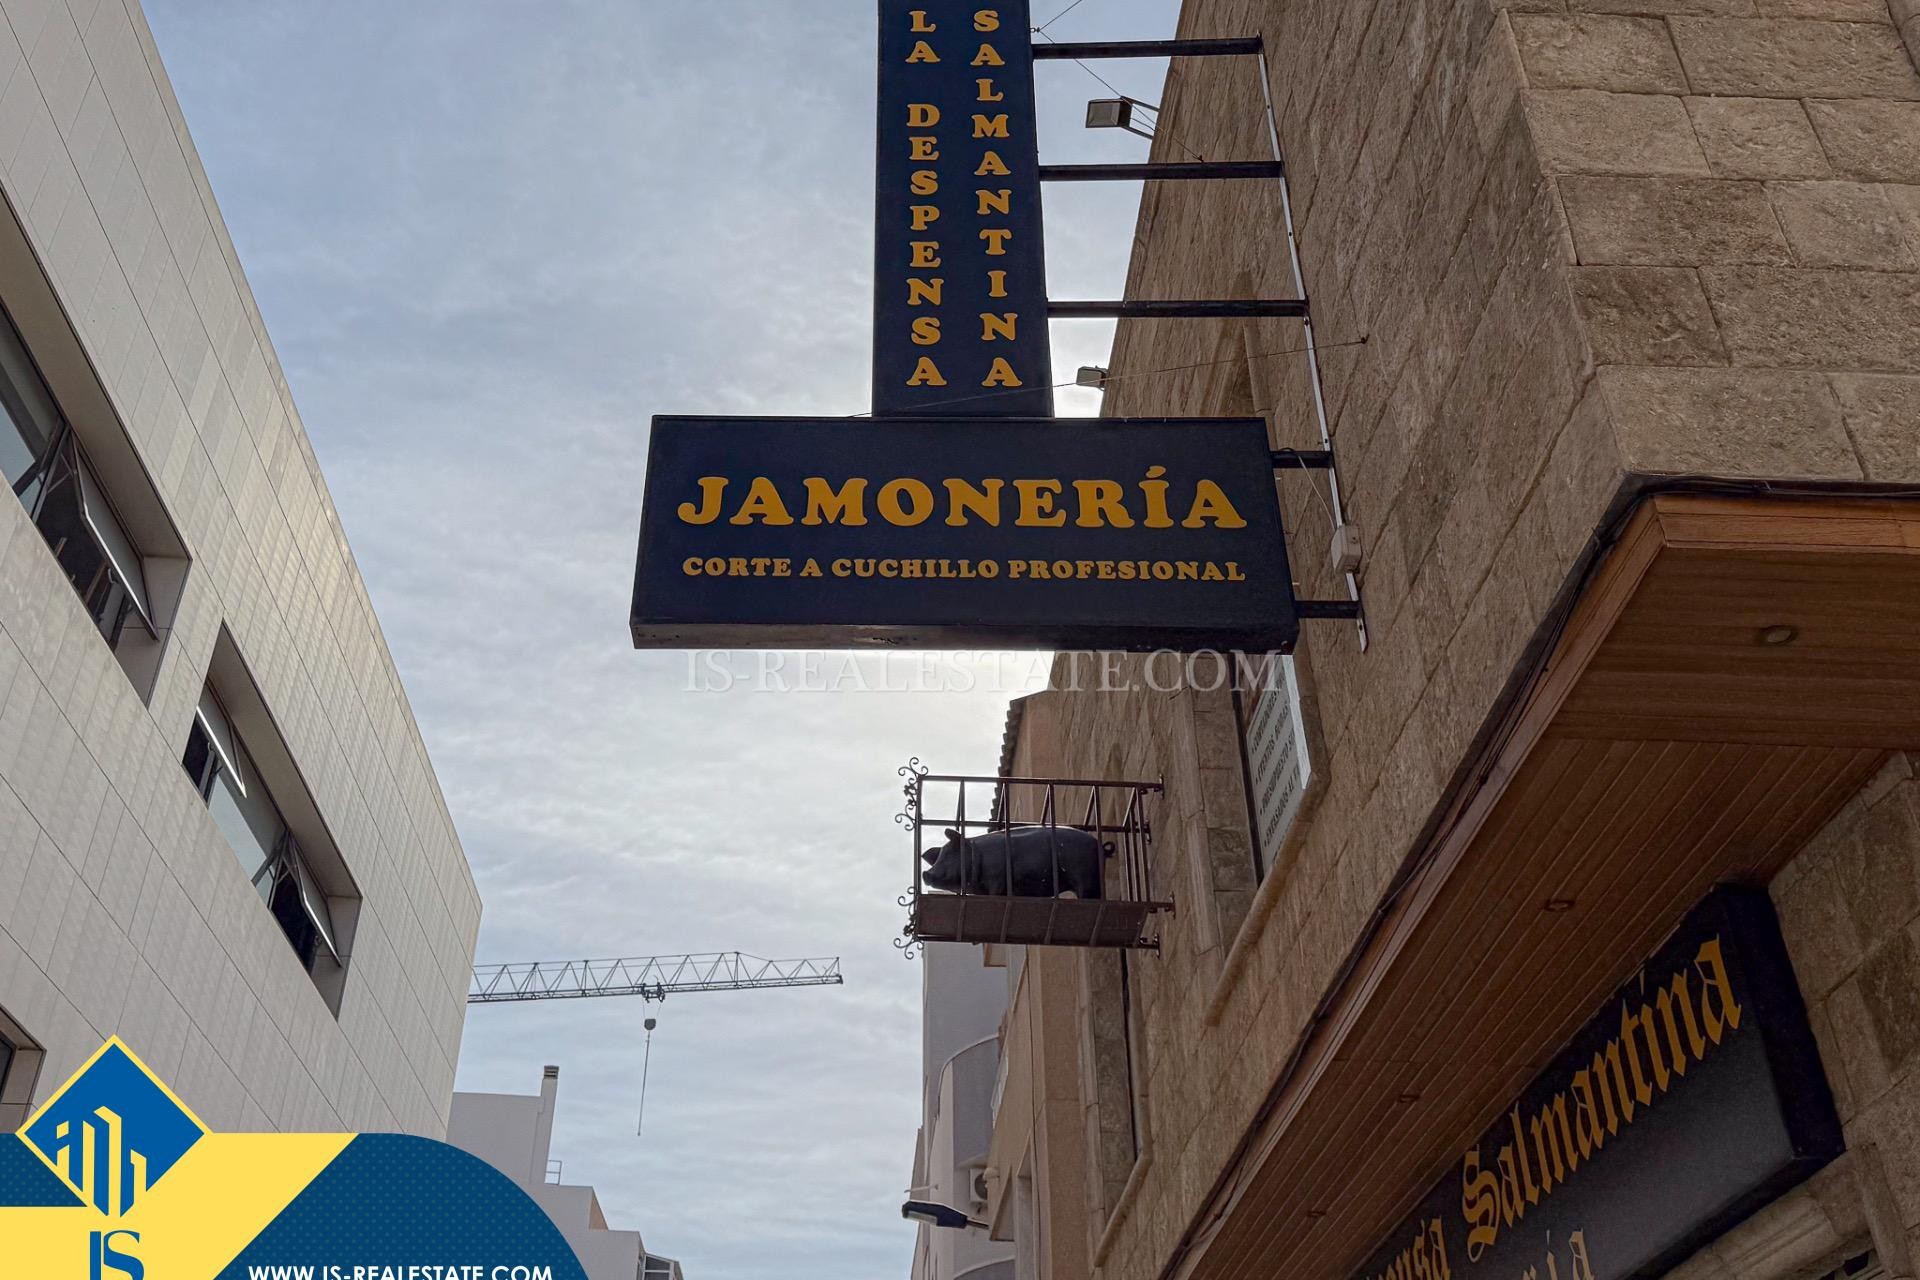 LA DESPENSA
SALMANTINA
JAMONERÍA
CORTE A CUCHILLO PROFESIONAL
IS-REALESTATE.COM
Salmantina
IS
WWW.IS-REALESTATE.COM